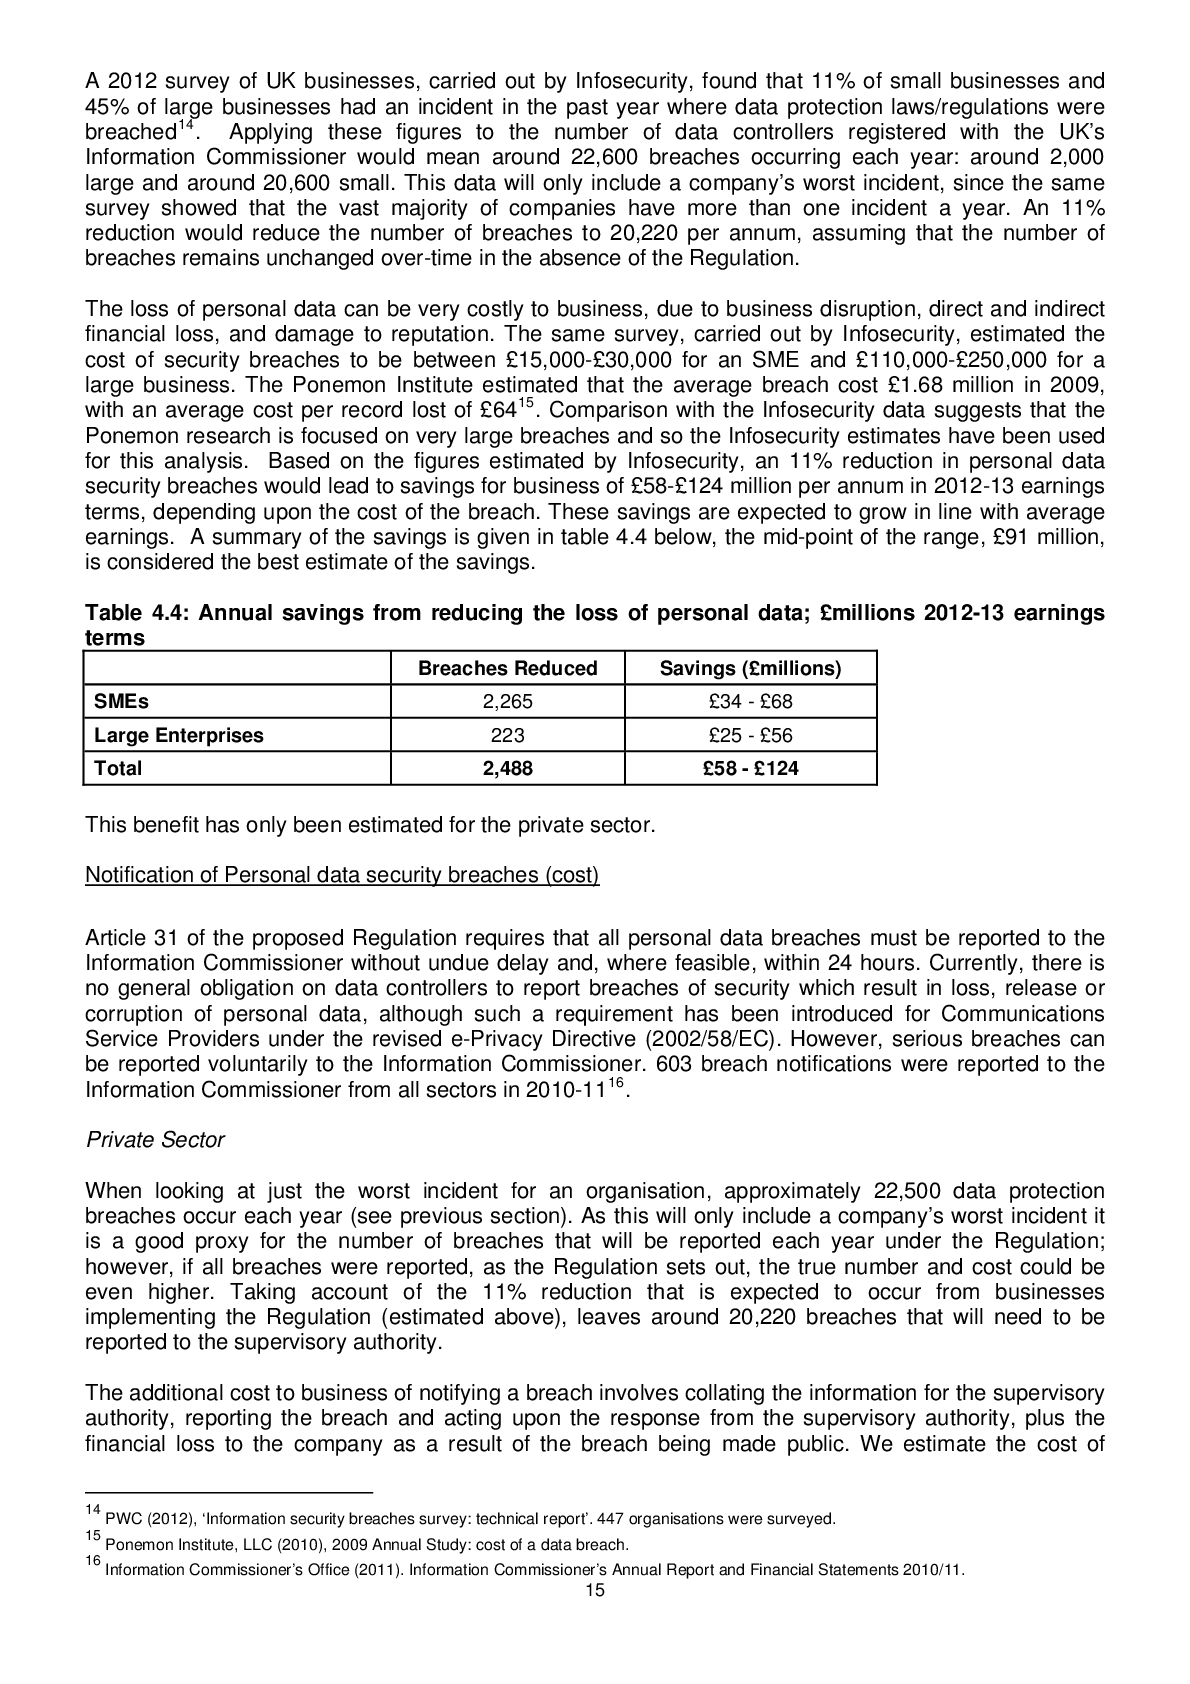 A 2012 survey of UK businesses, carried out by Infosecurity, found that 11% of small businesses and
45% of large businesses had an incident in the past year where data protection laws/regulations were
breached14. Applying these figures to the number of data controllers registered with the UK's
Information Commissioner would mean around 22,600 breaches occurring each year: around 2,000
large and around 20,600 small. This data will only include a company's worst incident, since the same
survey showed that the vast majority of companies have more than one incident a year. An 11%
reduction would reduce the number of breaches to 20,220 per annum, assuming that the number of
breaches remains unchanged over-time in the absence of the Regulation.
The loss of personal data can be very costly to business, due to business disruption, direct and indirect
financial loss, and damage to reputation. The same survey, carried out by Infosecurity, estimated the
cost of security breaches to be between £15,000-£30,000 for an SME and £110,000-£250,000 for a
large business. The Ponemon Institute estimated that the average breach cost £1.68 million in 2009,
with an average cost per record lost of £6415. Comparison with the Infosecurity data suggests that the
Ponemon research is focused on very large breaches and so the Infosecurity estimates have been used
for this analysis. Based on the figures estimated by Infosecurity, an 11% reduction in personal data
security breaches would lead to savings for business of £58-£124 million per annum in 2012-13 earnings
terms, depending upon the cost of the breach. These savings are expected to grow in line with average
earnings. A summary of the savings is given in table 4.4 below, the mid-point of the range, £91 million,
is considered the best estimate of the savings.
Table 4.4: Annual savings from reducing the loss of personal data; £millions 2012-13 earnings
terms
Breaches Reduced Savings (£millions)
SMEs 2,265 £34 - £68
Large Enterprises 223 £25 - £56
Total 2,488 £58 - £124
This benefit has only been estimated for the private sector.
Notification of Personal data security breaches (cost)
Article 31 of the proposed Regulation requires that all personal data breaches must be reported to the
Information Commissioner without undue delay and, where feasible, within 24 hours. Currently, there is
no general obligation on data controllers to report breaches of security which result in loss, release or
corruption of personal data, although such a requirement has been introduced for Communications
Service Providers under the revised e-Privacy Directive (2002/58/EC). However, serious breaches can
be reported voluntarily to the Information Commissioner. 603 breach notifications were reported to the
Information Commissioner from all sectors in 2010-1116.
Private Sector
When looking at just the worst incident for an organisation, approximately 22,500 data protection
breaches occur each year (see previous section). As this will only include a company's worst incident it
is a good proxy for the number of breaches that will be reported each year under the Regulation;
however, if all breaches were reported, as the Regulation sets out, the true number and cost could be
even higher. Taking account of the 11% reduction that is expected to occur from businesses
implementing the Regulation (estimated above), leaves around 20,220 breaches that will need to be
reported to the supervisory authority.
The additional cost to business of notifying a breach involves collating the information for the supervisory
authority, reporting the breach and acting upon the response from the supervisory authority, plus the
financial loss to the company as a result of the breach being made public. We estimate the cost of
14 PWC (2012), 'Information security breaches survey: technical report'. 447 organisations were surveyed.
15 Ponemon Institute, LLC (2010), 2009 Annual Study: cost of a data breach.
16 Information Commissioner's Office (2011). Information Commissioner's Annual Report and Financial Statements 2010/11.
15